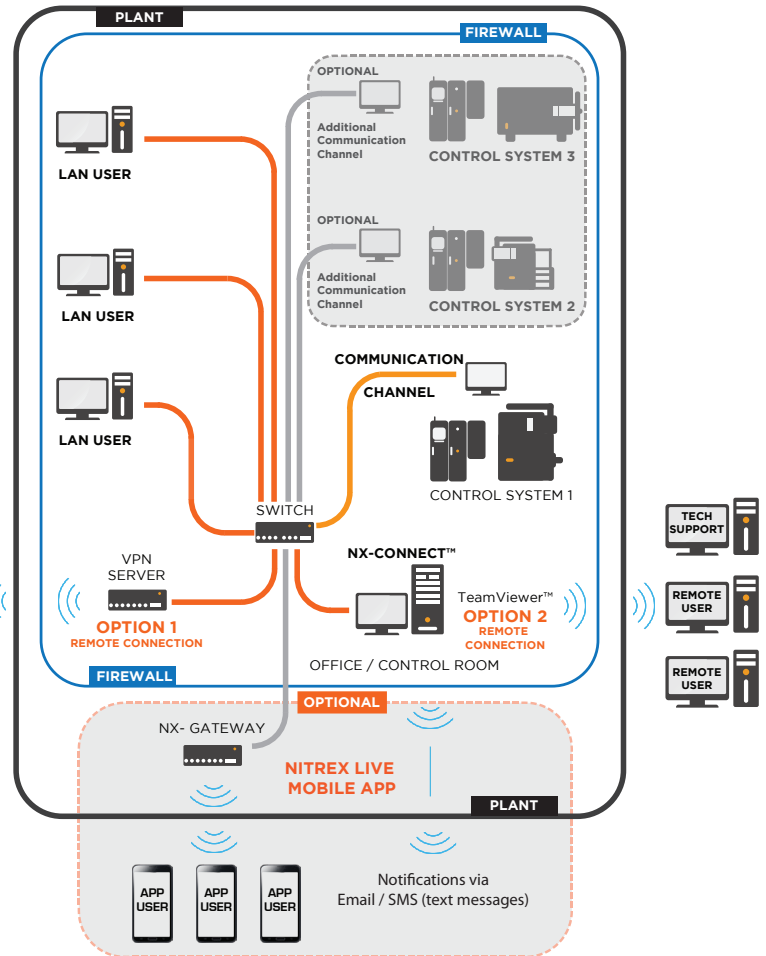 PLANT
FIREWALL
OPTIONAL
Additional
Communication
Channel
CONTROL SYSTEM 3
LAN USER
OPTIONAL
Additional
Communication
Channel
CONTROL SYSTEM 2
LAN USER
COMMUNICATION
CHANNEL
LAN USER
CONTROL SYSTEM 1
SWITCH
TECH
SUPPORT
VPN
SERVER
NX-CONNECT™
OPTION 1
REMOTE CONNECTION
TeamViewer™
OPTION 2
REMOTE
CONNECTION
REMOTE
USER
REMOTE
USER
OFFICE / CONTROL ROOM
FIREWALL
OPTIONAL
NX- GATEWAY
NITREX LIVE
MOBILE APP
PLANT
APP
USER
APP
USER
APP
USER
Notifications via
Email / SMS (text messages)